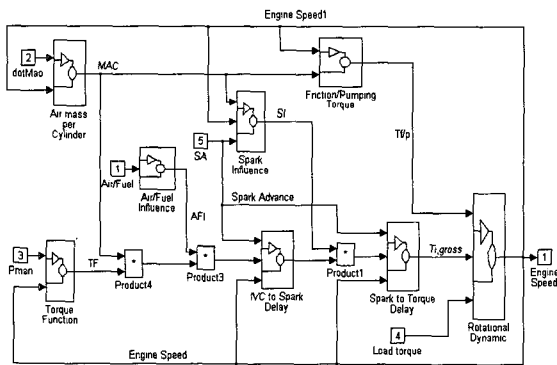 Engine Speed1
2
dotMao
MAC
Air mass
per
Cylinder
Friction/Pumping
Torque
SI
5
SA
Spark
Influence
Tf/p
1
Air/Fuel
Air/Fuel
Influence
AFI
Spark Advance
3
Pman
TF
Torque
Function
*
Product4
*
Product3
IVC to Spark
Delay
*
Product1
Spark to Torque
Delay
Ti,gross
4
Load torque
Rotational
Dynamic
1
Engine
Speed
Engine Speed